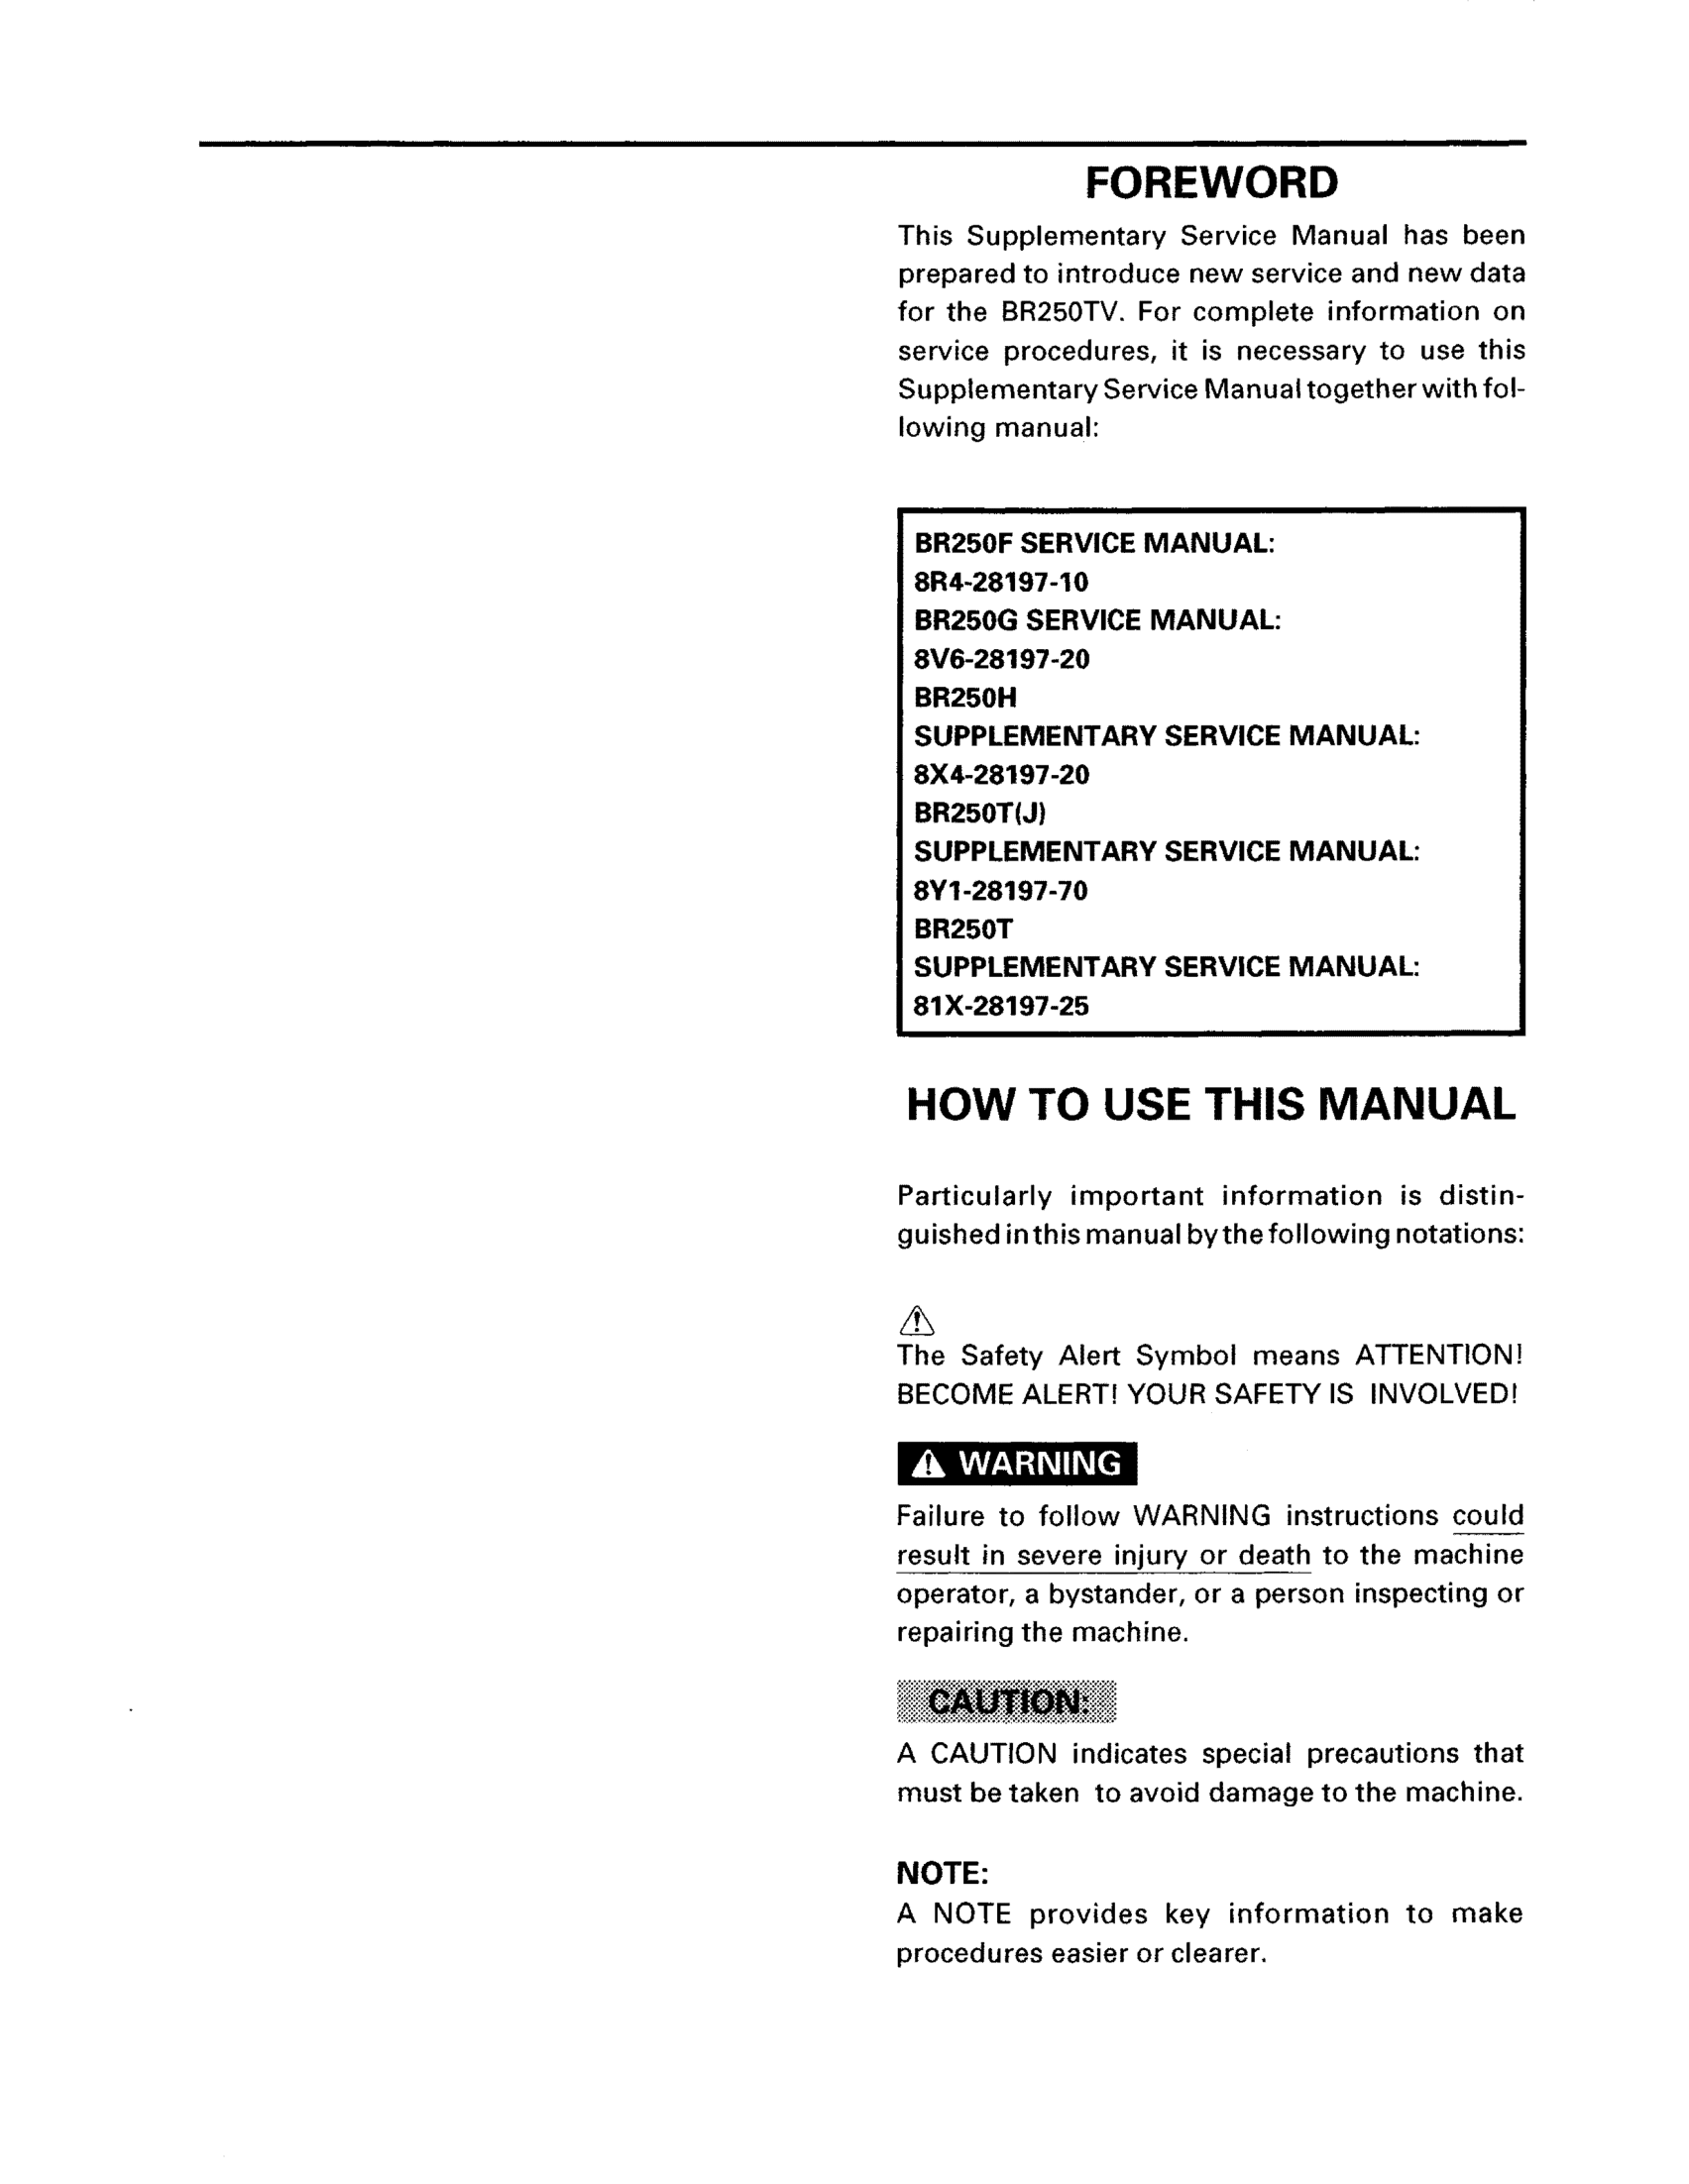 FOREWORD
This Supplementary Service Manual has been
prepared to introduce new service and new data
for the BR250TV. For complete information on
service procedures, it is necessary to use this
Supplementary Service Manual together with fol-
lowing manual:
BR250F SERVICE MANUAL:
8R4-28197-10
BR250G SERVICE MANUAL:
8V6-28197-20
BR250H
SUPPLEMENTARY SERVICE MANUAL:
8X4-28197-20
BR250T(J)
SUPPLEMENTARY SERVICE MANUAL:
8Y1-28197-70
BR250T
SUPPLEMENTARY SERVICE MANUAL:
81X-28197-25
HOW TO USE THIS MANUAL
Particularly important information is distin-
guished in this manual by the following notations:
The Safety Alert Symbol means ATTENTION!
BECOME ALERT! YOUR SAFETY IS INVOLVED!
WARNING
Failure to follow WARNING instructions could
result in severe injury or death to the machine
operator, a bystander, or a person inspecting or
repairing the machine.
CAUTION:
A CAUTION indicates special precautions that
must be taken to avoid damage to the machine.
NOTE:
A NOTE provides key information to make
procedures easier or clearer.